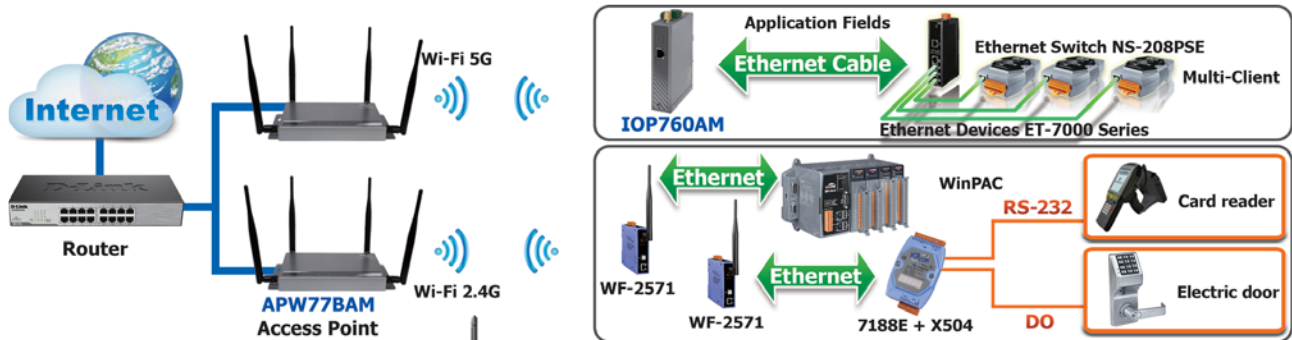 Internet
D-Link
D-Link
Router
Wi-Fi 5G
Wi-Fi 2.4G
APW77BAM
Access Point
Application Fields
Ethernet Cable
Ethernet Switch NS-208PSE
Multi-Client
IOP760AM
Ethernet Devices ET-7000 Series
Ethernet
WinPAC
RS-232
Card reader
WF-2571
Ethernet
WF-2571
7188E + X504
DO
Electric door